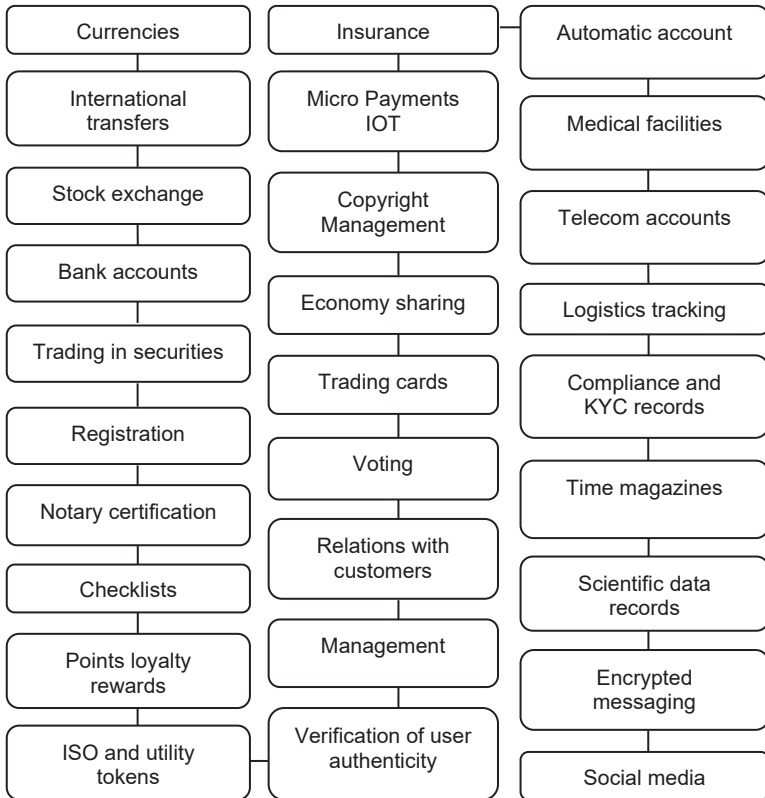 Currencies
International
transfers
Stock exchange
Bank accounts
Trading in securities
Registration
Notary certification
Checklists
Points loyalty
rewards
ISO and utility
tokens
Insurance
Micro Payments
IOT
Copyright
Management
Economy sharing
Trading cards
Voting
Relations with
customers
Management
Verification of user
authenticity
Automatic account
Medical facilities
Telecom accounts
Logistics tracking
Compliance and
KYC records
Time magazines
Scientific data
records
Encrypted
messaging
Social media